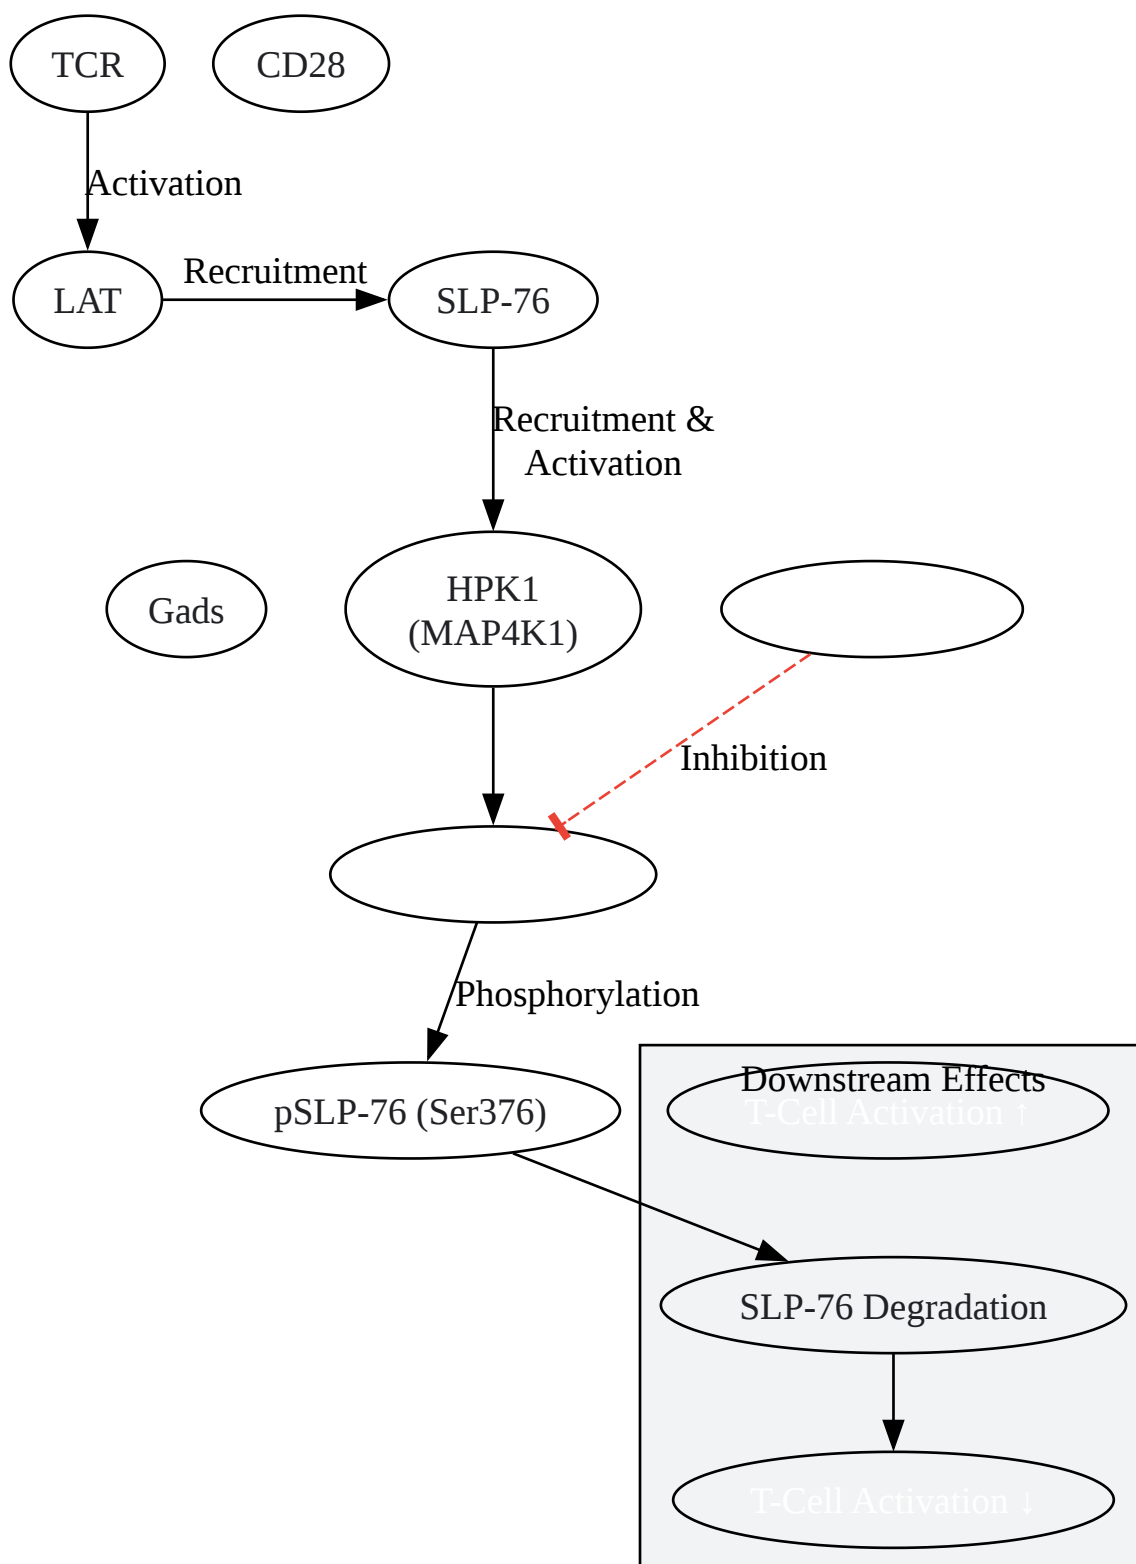 TCR
CD28
Activation
LAT
Recruitment
SLP-76
Recruitment &
Activation
Gads
HPK1
(MAP4K1)
Inhibition
Phosphorylation
pSLP-76 (Ser376)
Downstream Effects
T-Cell Activation ↑
SLP-76 Degradation
T-Cell Activation ↓